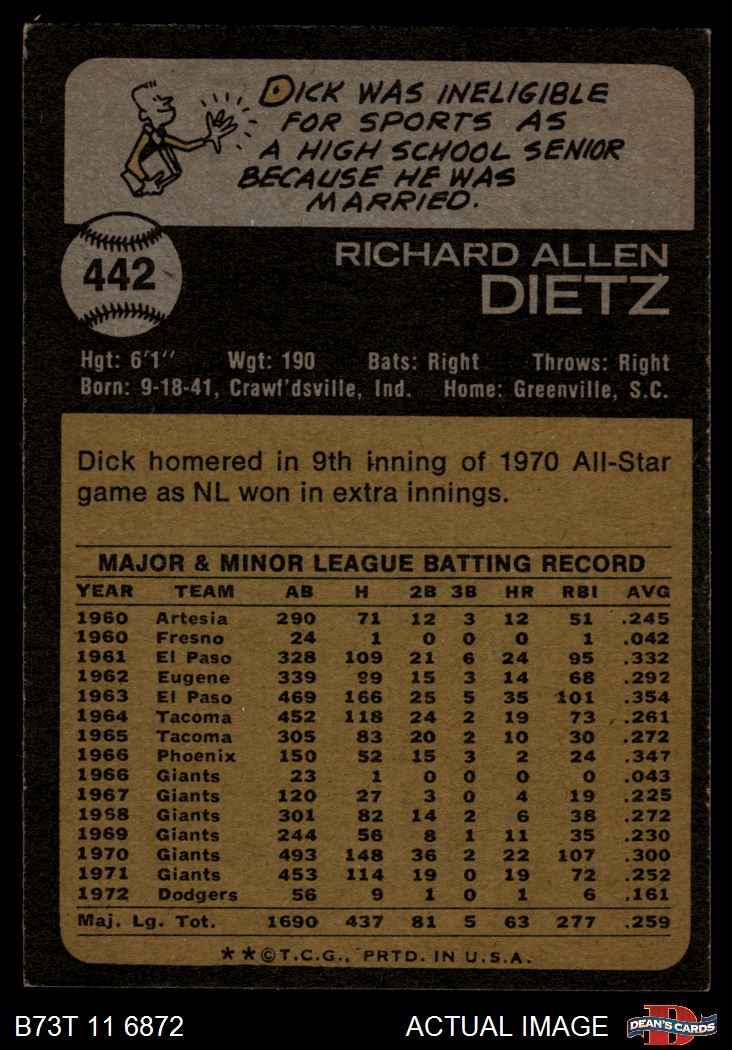 DICK WAS INELIGIBLE
FOR SPORTS AS
A HIGH SCHOOL SENIOR
BECAUSE HE WAS
MARRIED.
442
RICHARD ALLEN
DIETZ
Hgt: 6'1" Wgt: 190 Bats: Right Throws: Right
Born: 9-18-41, Crawf'dsville, Ind. Home: Greenville, S.C.
Dick homered in 9th inning of 1970 All-Star
game as NL won in extra innings.
MAJOR & MINOR LEAGUE BATTING RECORD
YEAR TEAM AB H 2B 3B HR RBI AVG
1960 Artesia 290 71 12 3 12 51 .245
1960 Fresno 24 1 0 0 0 1 .042
1961 El Paso 328 109 21 6 24 95 .332
1962 Eugene 339 99 15 3 14 68 .292
1963 El Paso 469 166 25 5 35 101 .354
1964 Tacoma 452 118 24 2 19 73 .261
1965 Tacoma 305 83 20 2 10 30 .272
1966 Phoenix 150 52 15 3 2 24 .347
1966 Giants 23 1 0 0 0 0 .043
1967 Giants 120 27 3 0 4 19 .225
1968 Giants 301 82 14 2 6 38 .272
1969 Giants 244 56 8 1 11 35 .230
1970 Giants 493 148 36 2 22 107 .300
1971 Giants 453 114 19 0 19 72 .252
1972 Dodgers 56 9 1 0 1 6 .161
Maj. Lg. Tot. 1690 437 81 5 63 277 .259
**©T.C.G., PRTD. IN U.S.A.
B73T 11 6872 ACTUAL IMAGE DEAN'S CARDS